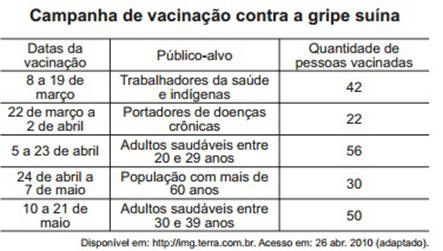 Campanha de vacinação contra a gripe suína
Datas da vacinação
Público-alvo
Quantidade de pessoas vacinadas
8 a 19 de março
Trabalhadores da saúde e indígenas
42
22 de março a 2 de abril
Portadores de doenças crônicas
22
5 a 23 de abril
Adultos saudáveis entre 20 e 29 anos
56
24 de abril a 7 de maio
População com mais de 60 anos
30
10 a 21 de maio
Adultos saudáveis entre 30 e 39 anos
50
Disponível em: http://img.terra.com.br. Acesso em: 26 abr. 2010 (adaptado).